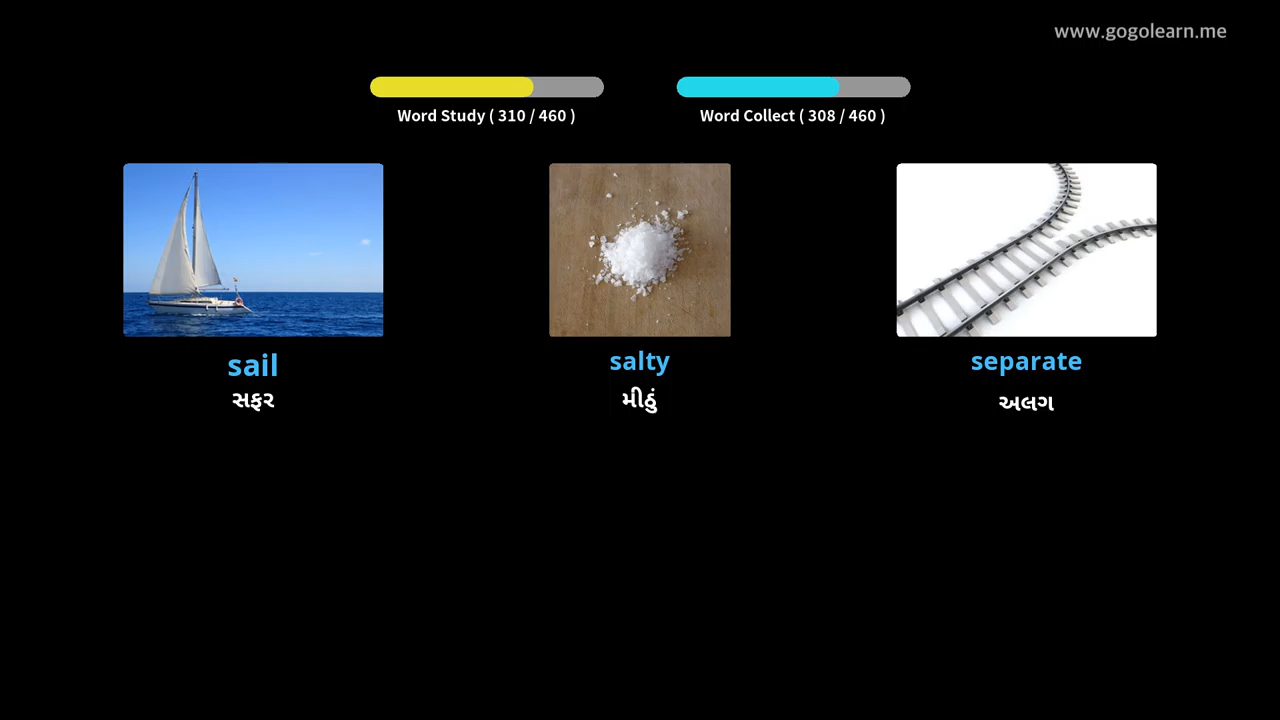 www.gogolearn.me
Word Study ( 310 / 460 )
Word Collect ( 308 / 460 )
sail
સફર
salty
મીઠું
separate
અલગ